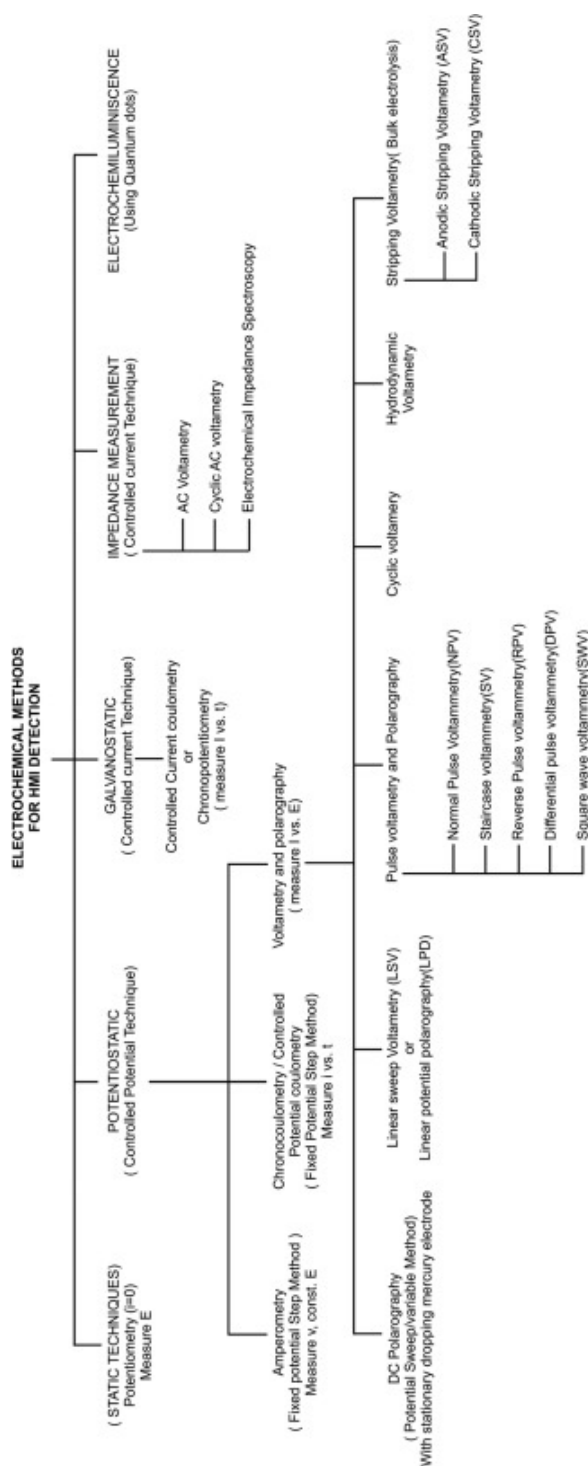 ELECTROCHEMICAL METHODS
FOR HMI DETECTION
( STATIC TECHNIQUES)
Potentiometry (i=0)
Measure E
POTENTIOSTATIC
( Controlled Potential Technique)
GALVANOSTATIC
(Controlled current Technique)
IMPEDANCE MEASUREMENT
( Controlled current Technique)
ELECTROCHEMILUMINISCENCE
(Using Quantum dots)
Controlled Current coulometry
or
Chronopotentiometry
( measure I vs. t)
AC Voltametry
Cyclic AC voltametry
Electrochemical Impedance Spectroscopy
Amperometry
( Fixed potential Step Method )
Measure v, const. E
Chronocoulometry / Controlled
Potential coulometry
( Fixed Potential Step Method)
Measure i vs. t
Voltametry and polarography
( measure I vs. E)
DC Polarography
( Potential Sweep/variable Method)
With stationary dropping mercury electrode
Linear sweep Voltametry (LSV)
or
Linear potential polarography(LPD)
Pulse voltametry and Polarography
Normal Pulse Voltammetry(NPV)
Staircase voltammetry(SV)
Reverse Pulse voltammetry(RPV)
Differential pulse voltammetry(DPV)
Square wave voltammetry(SWV)
Cyclic voltamery
Hydrodynamic
Voltametry
Stripping Voltametry( Bulk electrolysis)
Anodic Stripping Voltametry (ASV)
Cathodic Stripping Voltametry (CSV)